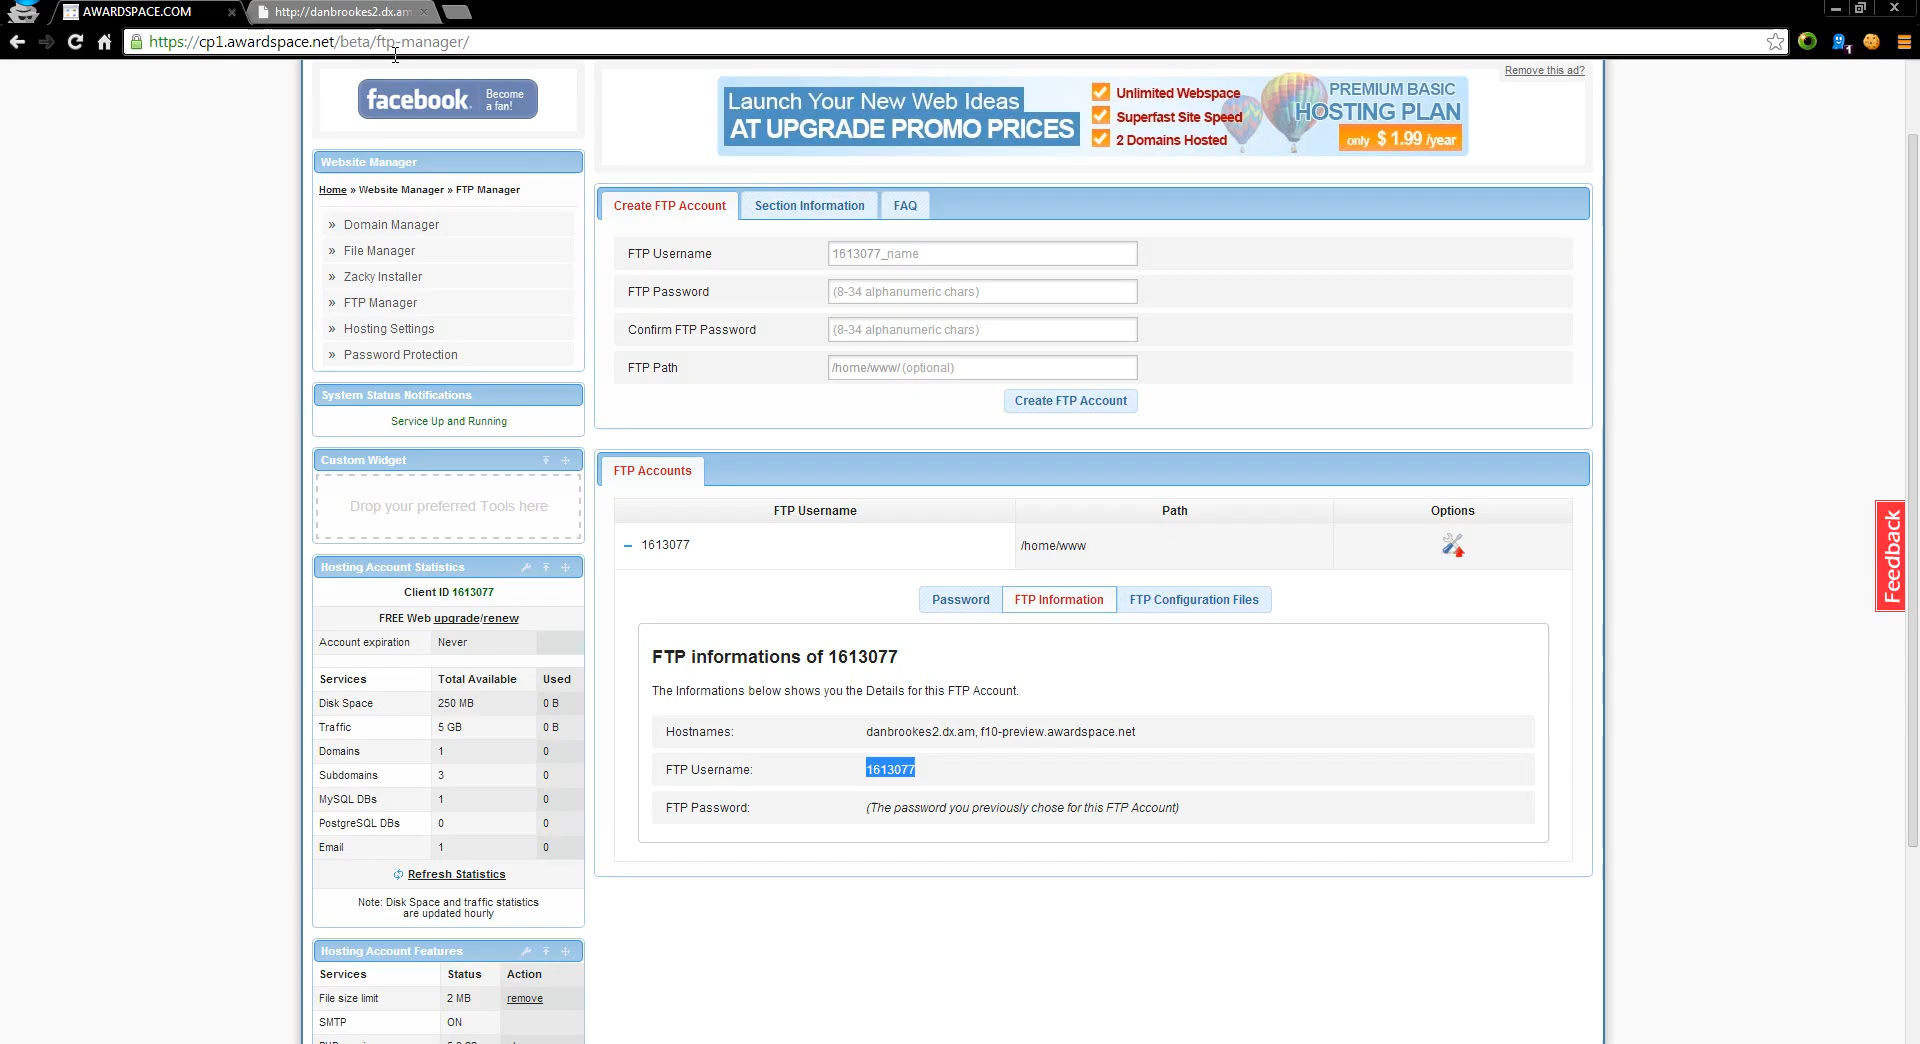 AWARDSPACE.COM
http://danbrookes2.dx.am
https://cp1.awardspace.net/beta/ftp-manager/
facebook. Become a fan!
Remove this ad?
Launch Your New Web Ideas
AT UPGRADE PROMO PRICES
Unlimited Webspace
Superfast Site Speed
2 Domains Hosted
PREMIUM BASIC
HOSTING PLAN
only $ 1.99 /year
Website Manager
Home » Website Manager » FTP Manager
» Domain Manager
» File Manager
» Zacky Installer
» FTP Manager
» Hosting Settings
» Password Protection
System Status Notifications
Service Up and Running
Custom Widget
Drop your preferred Tools here
Hosting Account Statistics
Client ID 1613077
FREE Web upgrade/renew
Account expiration Never
Services Total Available Used
Disk Space 250 MB 0 B
Traffic 5 GB 0 B
Domains 1 0
Subdomains 3 0
MySQL DBs 1 0
PostgreSQL DBs 0 0
Email 1 0
Refresh Statistics
Note: Disk Space and traffic statistics
are updated hourly
Hosting Account Features
Services Status Action
File size limit 2 MB remove
SMTP ON
Create FTP Account Section Information FAQ
FTP Username 1613077_name
FTP Password (8-34 alphanumeric chars)
Confirm FTP Password (8-34 alphanumeric chars)
FTP Path /home/www/ (optional)
Create FTP Account
FTP Accounts
FTP Username Path Options
1613077 /home/www
Password FTP Information FTP Configuration Files
FTP informations of 1613077
The Informations below shows you the Details for this FTP Account.
Hostnames: danbrookes2.dx.am, f10-preview.awardspace.net
FTP Username: 1613077
FTP Password: (The password you previously chose for this FTP Account)
Feedback